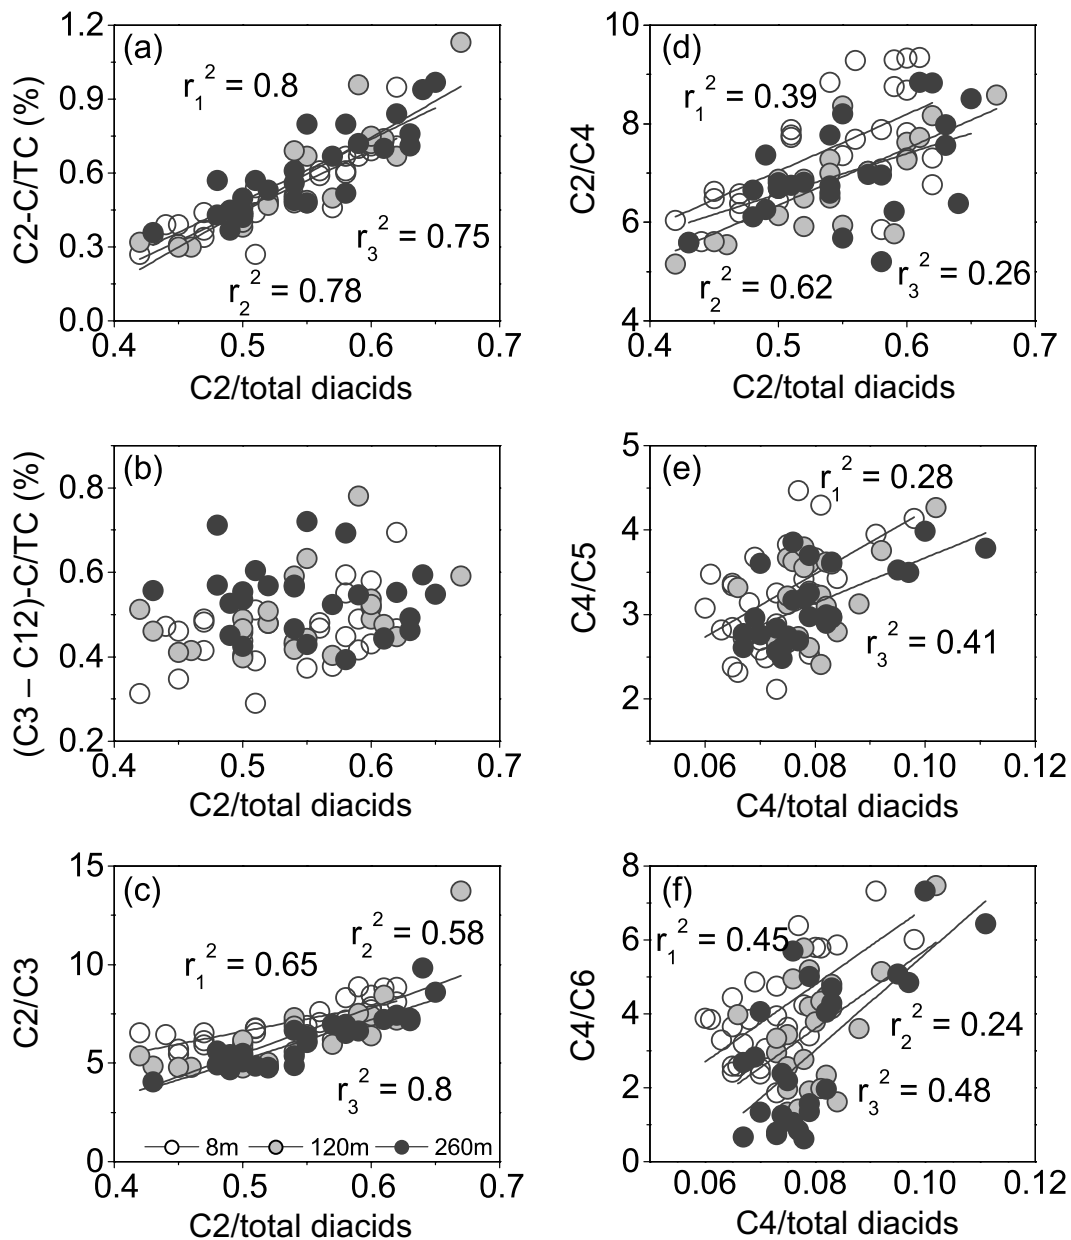 (a)
C2-C/TC (%)
1.2
0.9
0.6
0.3
0.0
r₁² = 0.8
r₃² = 0.75
r₂² = 0.78
0.4 0.5 0.6 0.7
C2/total diacids
(d)
C2/C4
10
8
6
4
r₁² = 0.39
r₂² = 0.62
r₃² = 0.26
0.4 0.5 0.6 0.7
C2/total diacids
(b)
(C3 – C12)-C/TC (%)
0.8
0.6
0.4
0.2
0.4 0.5 0.6 0.7
C2/total diacids
(e)
C4/C5
5
4
3
2
r₁² = 0.28
r₃² = 0.41
0.06 0.08 0.10 0.12
C4/total diacids
(c)
C2/C3
15
10
5
0
r₂² = 0.58
r₁² = 0.65
r₃² = 0.8
8m 120m 260m
0.4 0.5 0.6 0.7
C2/total diacids
(f)
C4/C6
8
6
4
2
0
r₁² = 0.45
r₂² = 0.24
r₃² = 0.48
0.06 0.08 0.10 0.12
C4/total diacids